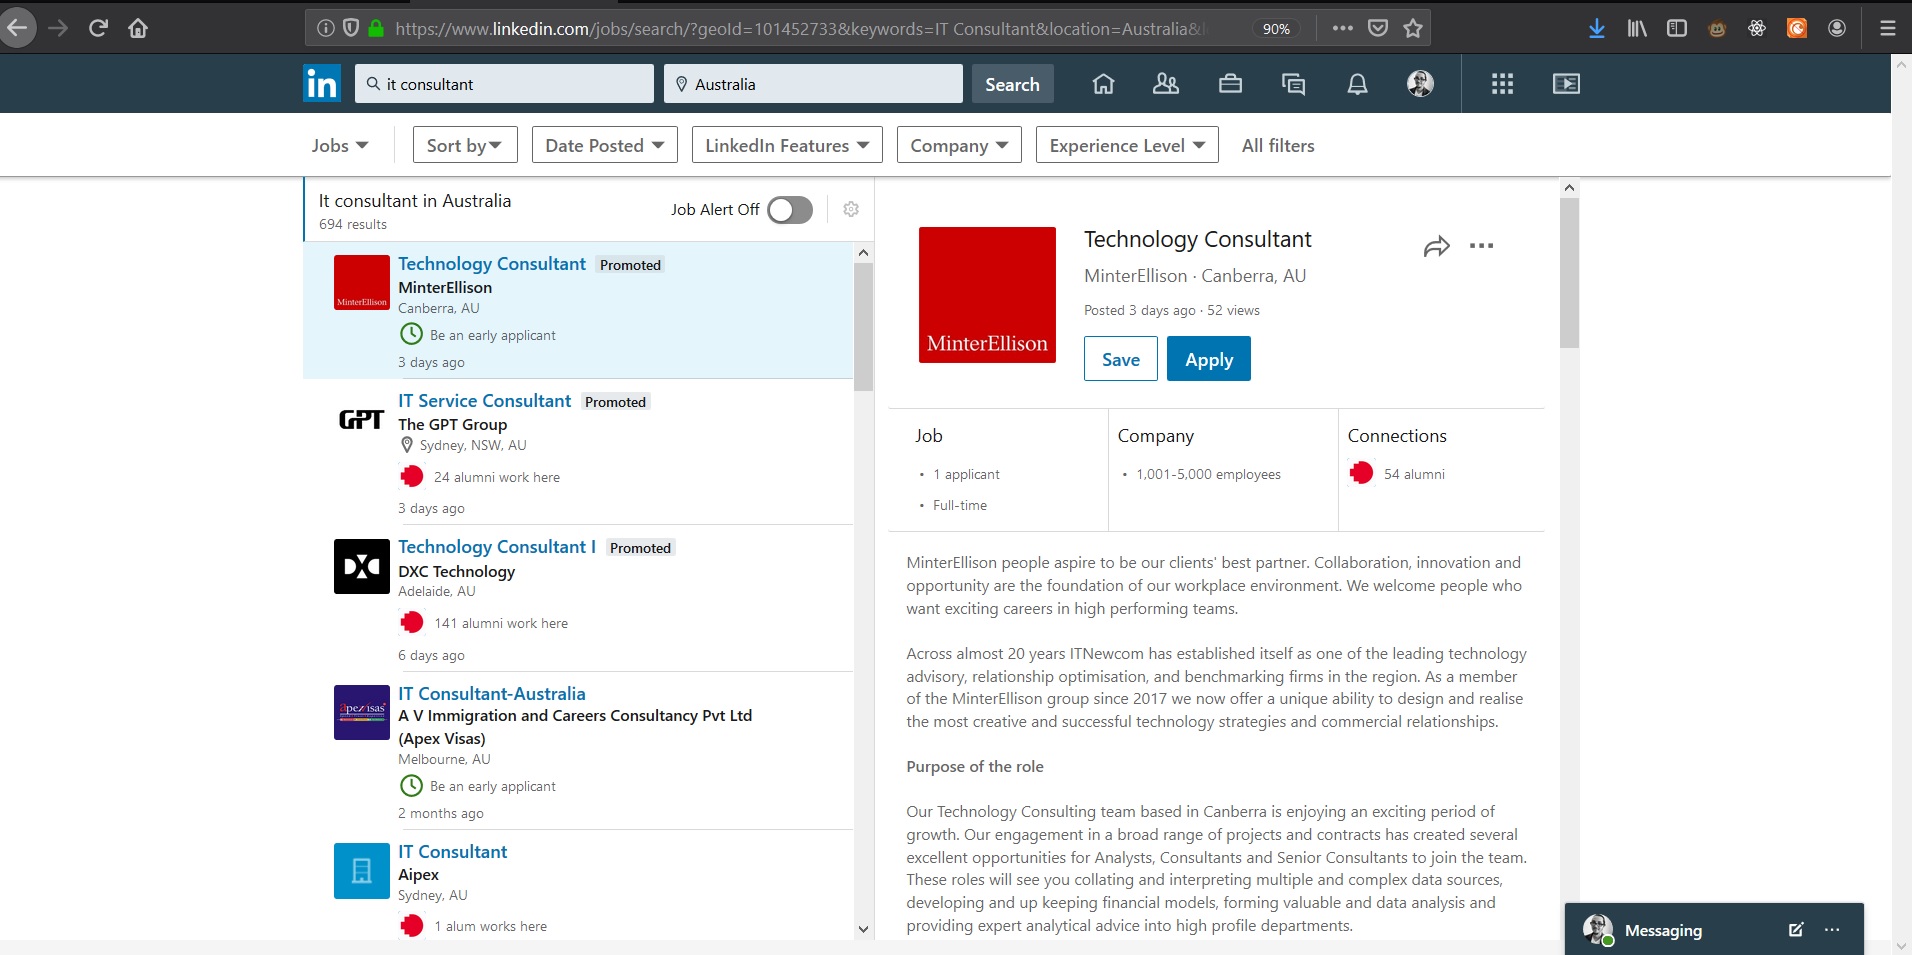 https://www.linkedin.com/jobs/search/?geoId=101452733&keywords=IT Consultant&location=Australia&
90%
in
it consultant
Australia
Search
Jobs
Sort by
Date Posted
LinkedIn Features
Company
Experience Level
All filters
It consultant in Australia
694 results
Job Alert Off
MinterEllison
Technology Consultant Promoted
MinterEllison
Canberra, AU
Be an early applicant
3 days ago
GPT
IT Service Consultant Promoted
The GPT Group
Sydney, NSW, AU
24 alumni work here
3 days ago
DXC
Technology Consultant I Promoted
DXC Technology
Adelaide, AU
141 alumni work here
6 days ago
apexvisas
IT Consultant-Australia
A V Immigration and Careers Consultancy Pvt Ltd
(Apex Visas)
Melbourne, AU
Be an early applicant
2 months ago
IT Consultant
Aipex
Sydney, AU
1 alum works here
MinterEllison
Technology Consultant
MinterEllison · Canberra, AU
Posted 3 days ago · 52 views
Save
Apply
Job
• 1 applicant
• Full-time
Company
• 1,001-5,000 employees
Connections
54 alumni
MinterEllison people aspire to be our clients' best partner. Collaboration, innovation and
opportunity are the foundation of our workplace environment. We welcome people who
want exciting careers in high performing teams.
Across almost 20 years ITNewcom has established itself as one of the leading technology
advisory, relationship optimisation, and benchmarking firms in the region. As a member
of the MinterEllison group since 2017 we now offer a unique ability to design and realise
the most creative and successful technology strategies and commercial relationships.
Purpose of the role
Our Technology Consulting team based in Canberra is enjoying an exciting period of
growth. Our engagement in a broad range of projects and contracts has created several
excellent opportunities for Analysts, Consultants and Senior Consultants to join the team.
These roles will see you collating and interpreting multiple and complex data sources,
developing and up keeping financial models, forming valuable and data analysis and
providing expert analytical advice into high profile departments.
Messaging